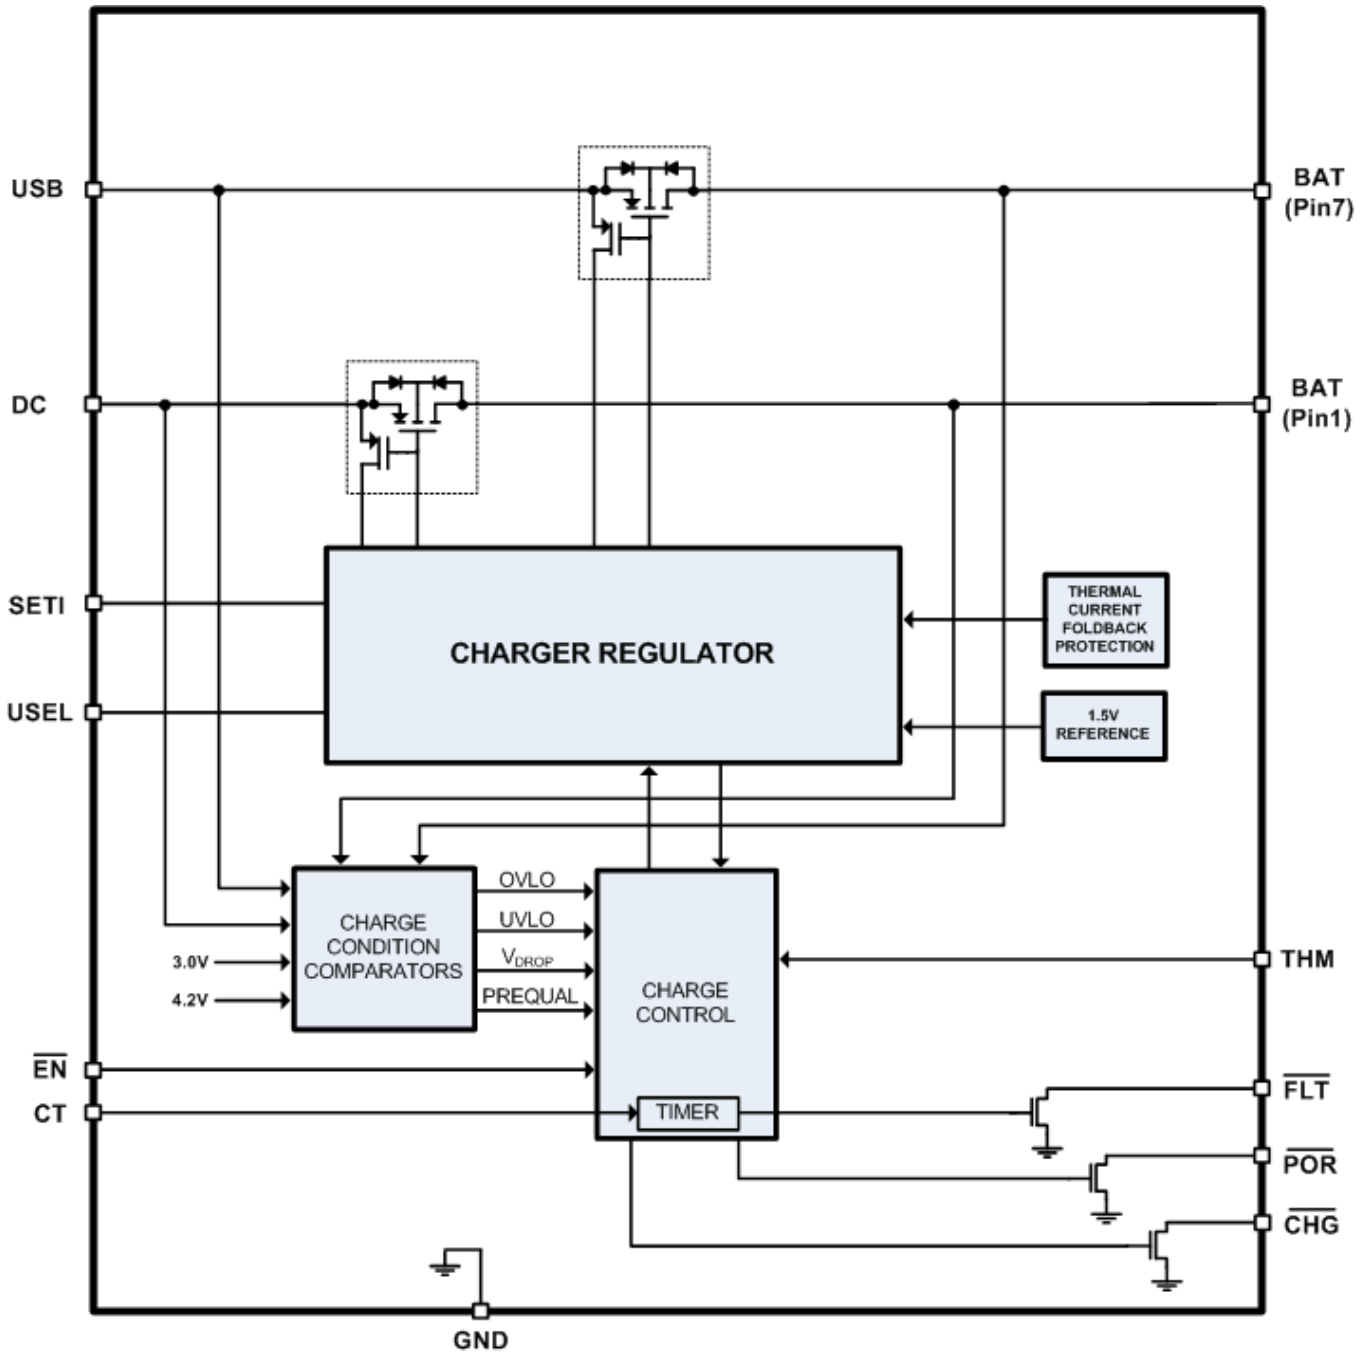 USB
BAT
(Pin7)
DC
BAT
(Pin1)
SETI
CHARGER REGULATOR
THERMAL
CURRENT
FOLDBACK
PROTECTION
USEL
1.5V
REFERENCE
CHARGE
CONDITION
COMPARATORS
3.0V
4.2V
OVLO
UVLO
VDROP
PREQUAL
CHARGE
CONTROL
THM
EN
CT
TIMER
FLT
POR
CHG
GND